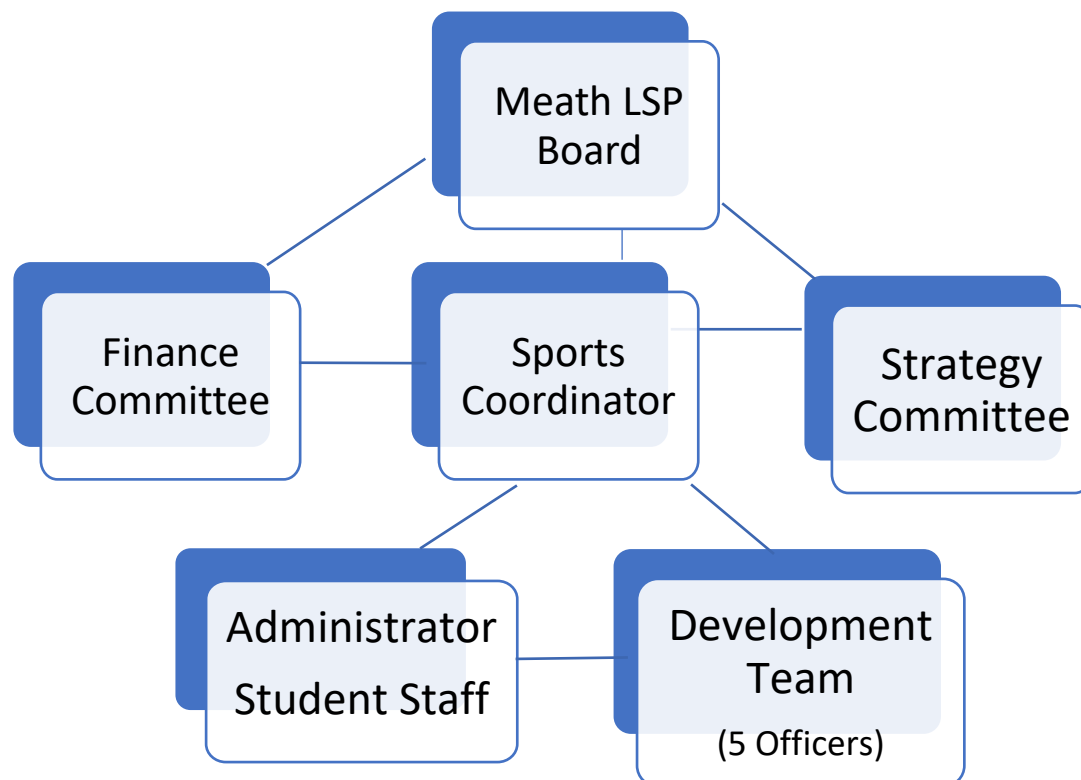 Meath LSP
Board
Finance
Committee
Sports
Coordinator
Strategy
Committee
Administrator
Student Staff
Development
Team
(5 Officers)